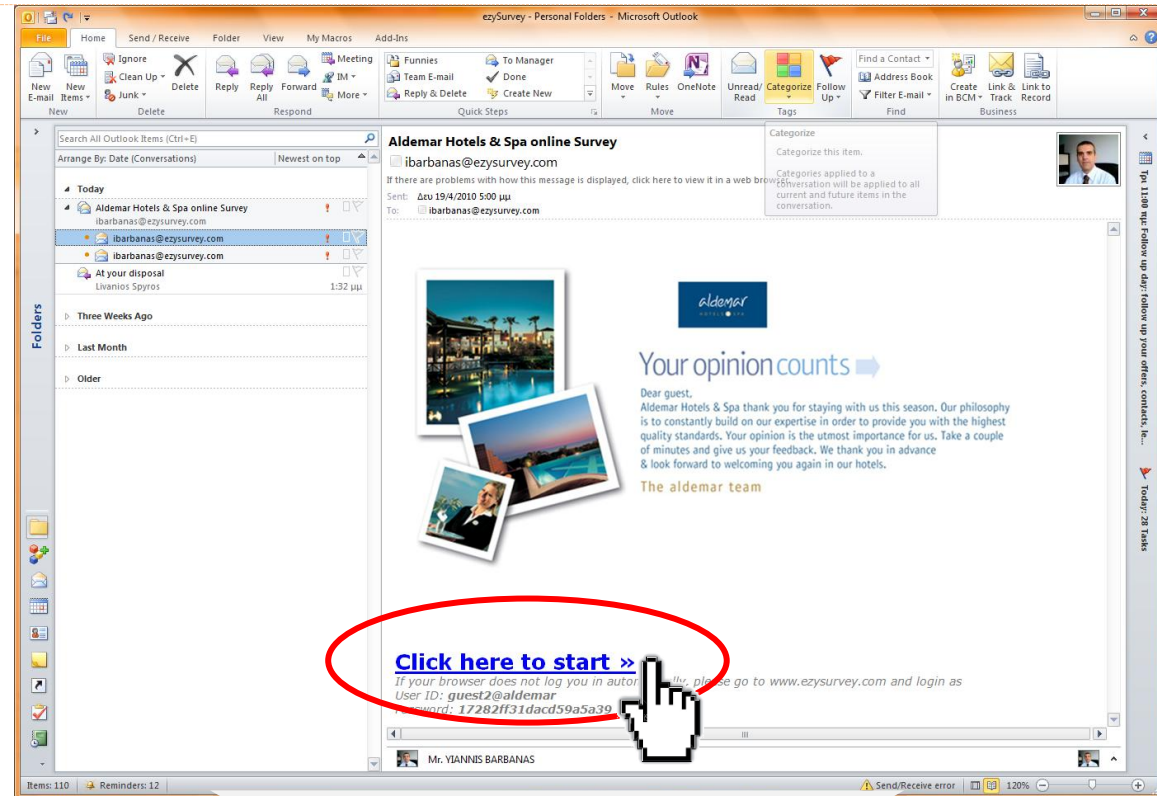 ezySurvey - Personal Folders - Microsoft Outlook
File Home Send / Receive Folder View My Macros Add-Ins
Ignore
Clean Up
Junk
Delete
New E-mail
New Items
Reply
Reply All
Forward
Meeting
IM
More
Funnies
Team E-mail
Reply & Delete
To Manager
Done
Create New
Move
Rules
OneNote
Unread/ Read
Categorize
Follow Up
Find a Contact
Address Book
Filter E-mail
Create in BCM
Link & Track
Link to Record
New Delete Respond Quick Steps Move Tags Find Business
Search All Outlook Items (Ctrl+E)
Arrange By: Date (Conversations) Newest on top
Today
Aldemar Hotels & Spa online Survey
ibarbanas@ezysurvey.com
ibarbanas@ezysurvey.com
ibarbanas@ezysurvey.com
At your disposal
Livanios Spyros 1:32 μμ
Three Weeks Ago
Last Month
Older
Folders
Aldemar Hotels & Spa online Survey
ibarbanas@ezysurvey.com
If there are problems with how this message is displayed, click here to view it in a web browser.
Sent: Δευ 19/4/2010 5:00 μμ
To: ibarbanas@ezysurvey.com
Categorize
Categorize this item.
Categories applied to a
conversation will be applied to all
current and future items in the
conversation.
aldemar
HOTELS SPA
Your opinion counts
Dear guest,
Aldemar Hotels & Spa thank you for staying with us this season. Our philosophy
is to constantly build on our expertise in order to provide you with the highest
quality standards. Your opinion is the utmost importance for us. Take a couple
of minutes and give us your feedback. We thank you in advance
& look forward to welcoming you again in our hotels.
The aldemar team
Click here to start »
If your browser does not log you in please go to www.ezysurvey.com and login as
User ID: guest2@aldemar
Password: 17282ff31dacd59a5a39
Mr. YIANNIS BARBANAS
Τρι 11:00 πμ: Follow up day: follow up your offers, contacts, le...
Today: 28 Tasks
Items: 110 Reminders: 12 Send/Receive error 120%